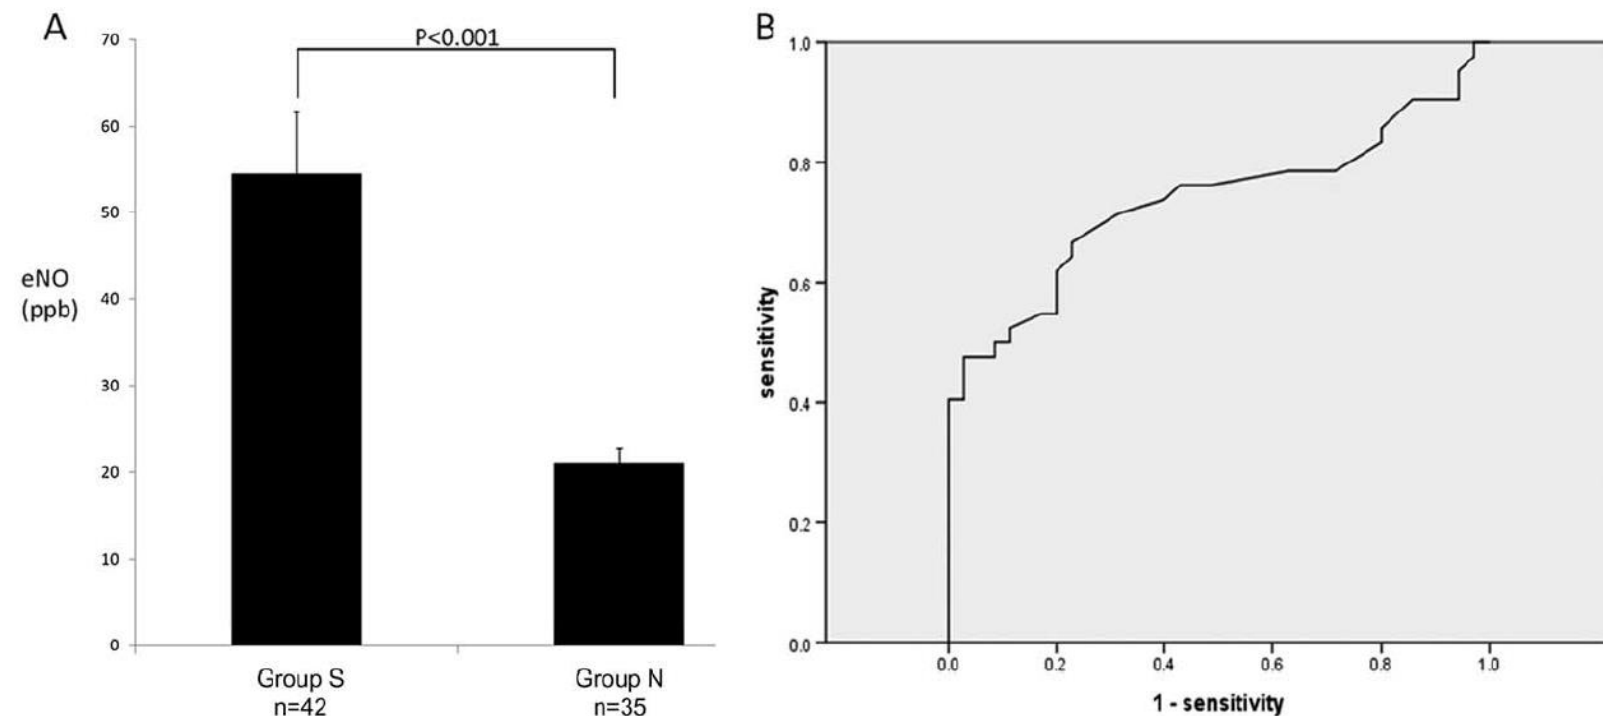 A
P<0.001
70
60
50
40
30
20
10
0
eNO
(ppb)
Group S
n=42
Group N
n=35
B
1.0
0.8
0.6
0.4
0.2
0.0
sensitivity
0.0 0.2 0.4 0.6 0.8 1.0
1 - sensitivity